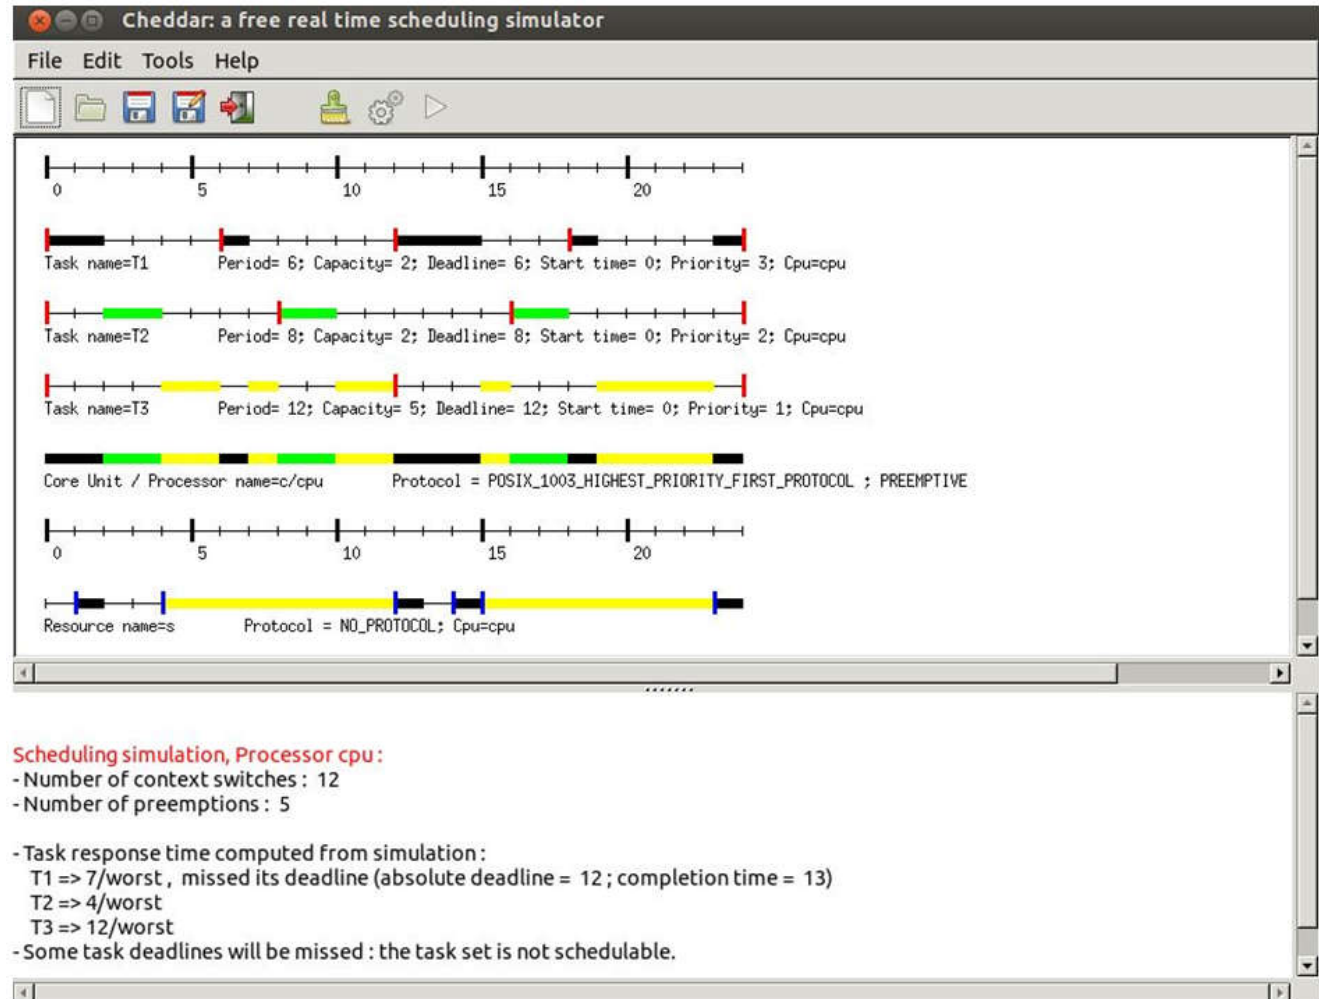 Cheddar: a free real time scheduling simulator
File Edit Tools Help
0 5 10 15 20
Task name=T1 Period= 6; Capacity= 2; Deadline= 6; Start time= 0; Priority= 3; Cpu=cpu
Task name=T2 Period= 8; Capacity= 2; Deadline= 8; Start time= 0; Priority= 2; Cpu=cpu
Task name=T3 Period= 12; Capacity= 5; Deadline= 12; Start time= 0; Priority= 1; Cpu=cpu
Core Unit / Processor name=c/cpu Protocol = POSIX_1003_HIGHEST_PRIORITY_FIRST_PROTOCOL ; PREEMPTIVE
0 5 10 15 20
Resource name=s Protocol = NO_PROTOCOL; Cpu=cpu
Scheduling simulation, Processor cpu :
- Number of context switches : 12
- Number of preemptions : 5
- Task response time computed from simulation :
T1 => 7/worst , missed its deadline (absolute deadline = 12 ; completion time = 13)
T2 => 4/worst
T3 => 12/worst
- Some task deadlines will be missed : the task set is not schedulable.